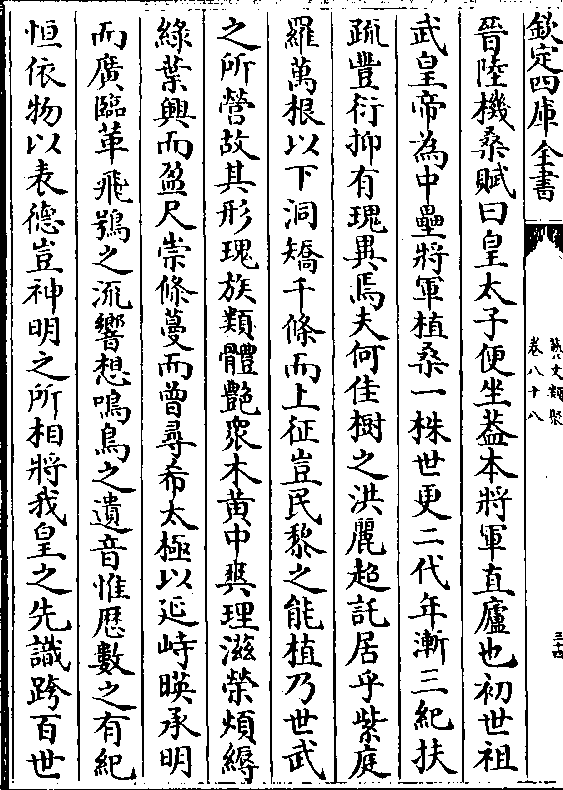 欽定四庫全書
藝文類聚
卷八十八
三十四
晉陸機桑賦曰皇太子便坐葢本將軍直廬也初世祖
武皇帝為中壘將軍植桑一株世更二代年漸三紀扶
疏豐衍抑有瑰異焉夫何佳樹之洪麗超託居乎紫庭
羅萬根以下洞矯千條而上征豈民黎之能植乃世武
之所營故其形瑰族類體艷衆木黄中爽理滋榮煩縟
綠葉興而盈尺崇條蔓而曾尋希太極以延峙暎承明
而廣臨革飛鶚之流響想鳴鳥之遺音惟厯數之有紀
恒依物以表德豈神明之所相將我皇之先識跨百世